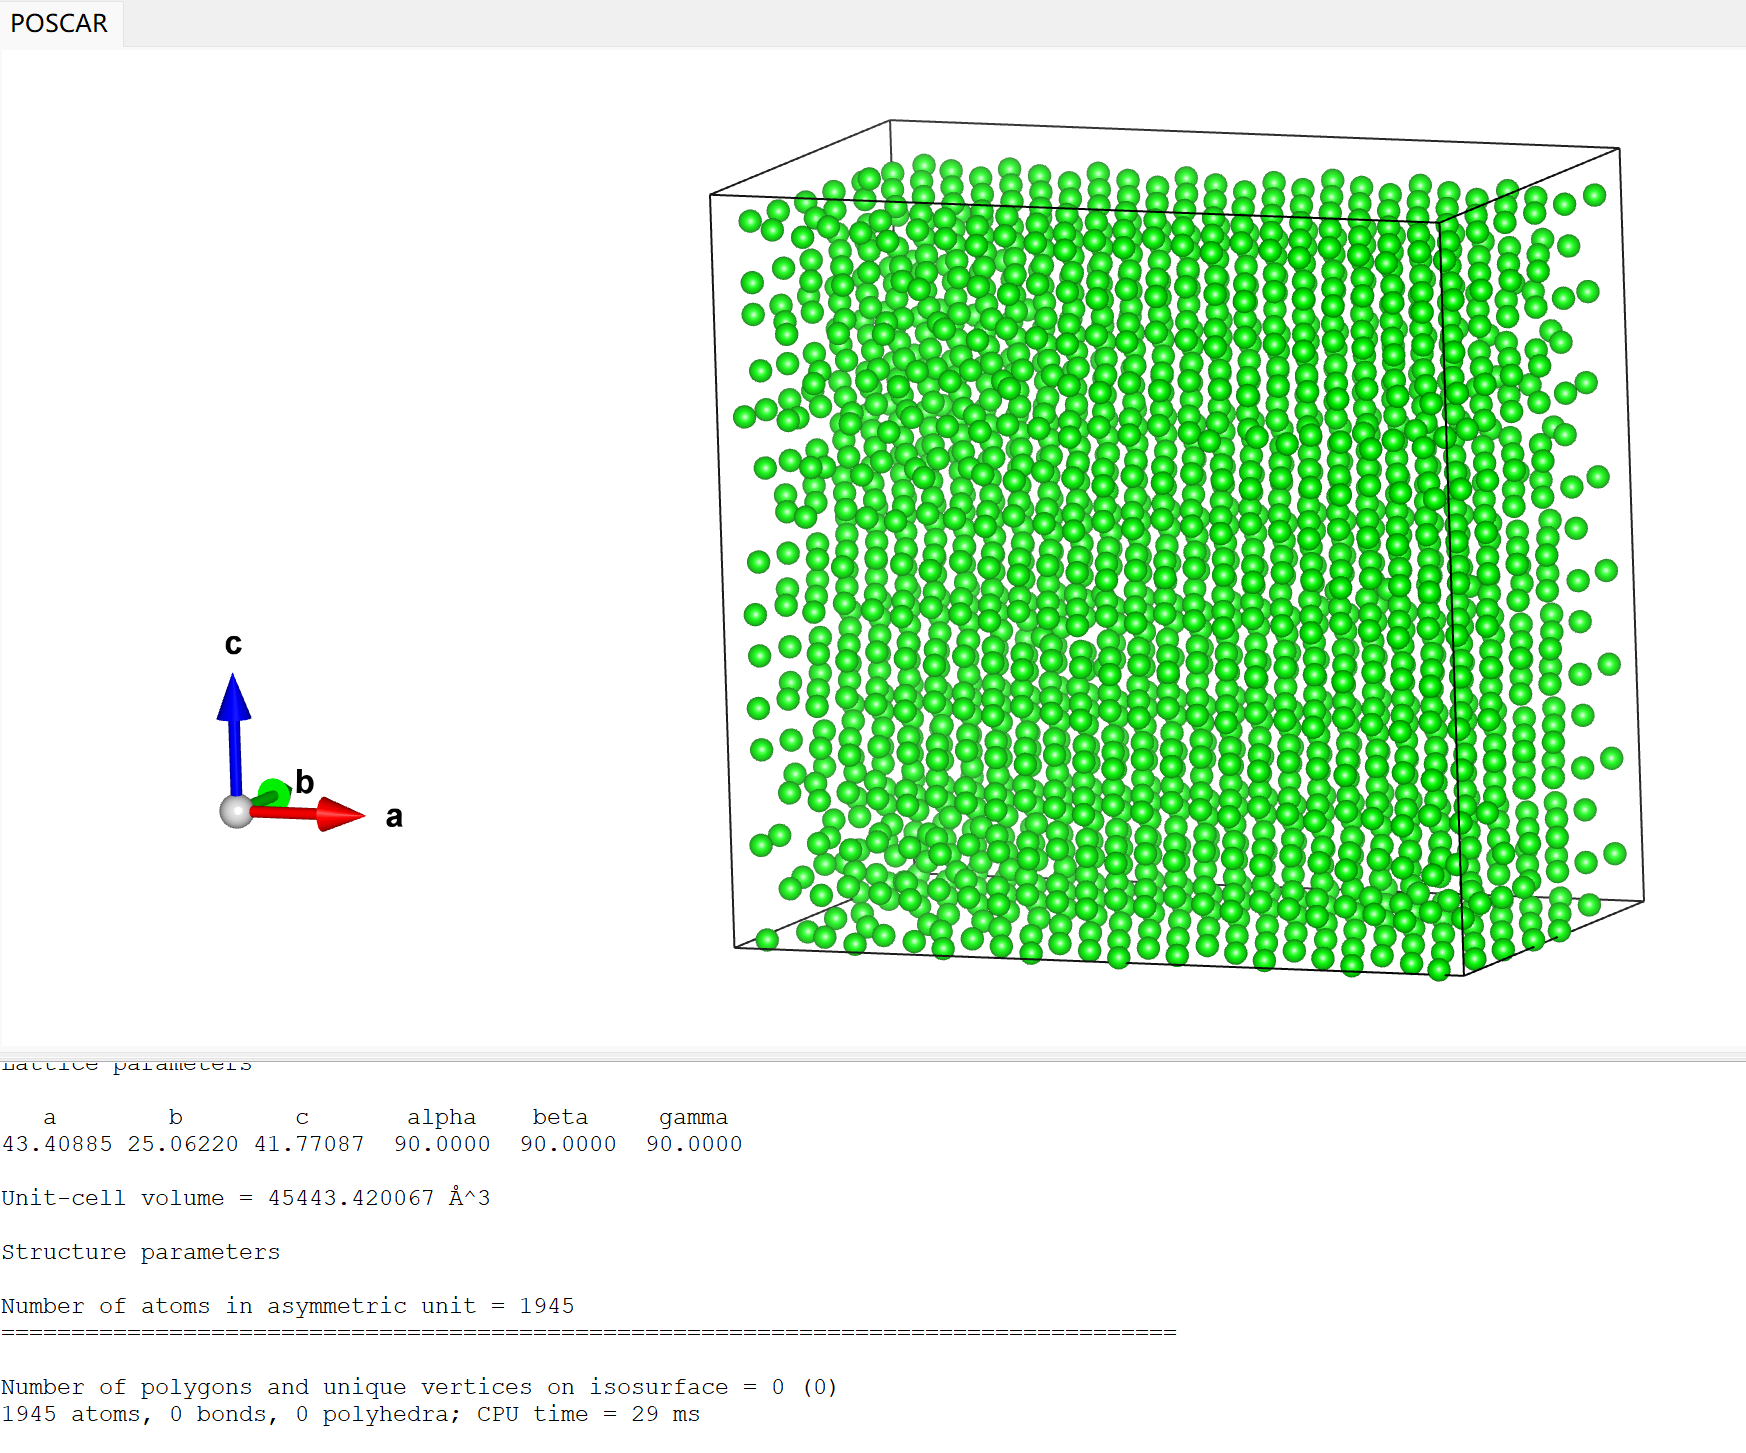 POSCAR
c
b
a
Lattice parameters
a b c alpha beta gamma
43.40885 25.06220 41.77087 90.0000 90.0000 90.0000
Unit-cell volume = 45443.420067 Å^3
Structure parameters
Number of atoms in asymmetric unit = 1945
====================================================================================
Number of polygons and unique vertices on isosurface = 0 (0)
1945 atoms, 0 bonds, 0 polyhedra; CPU time = 29 ms